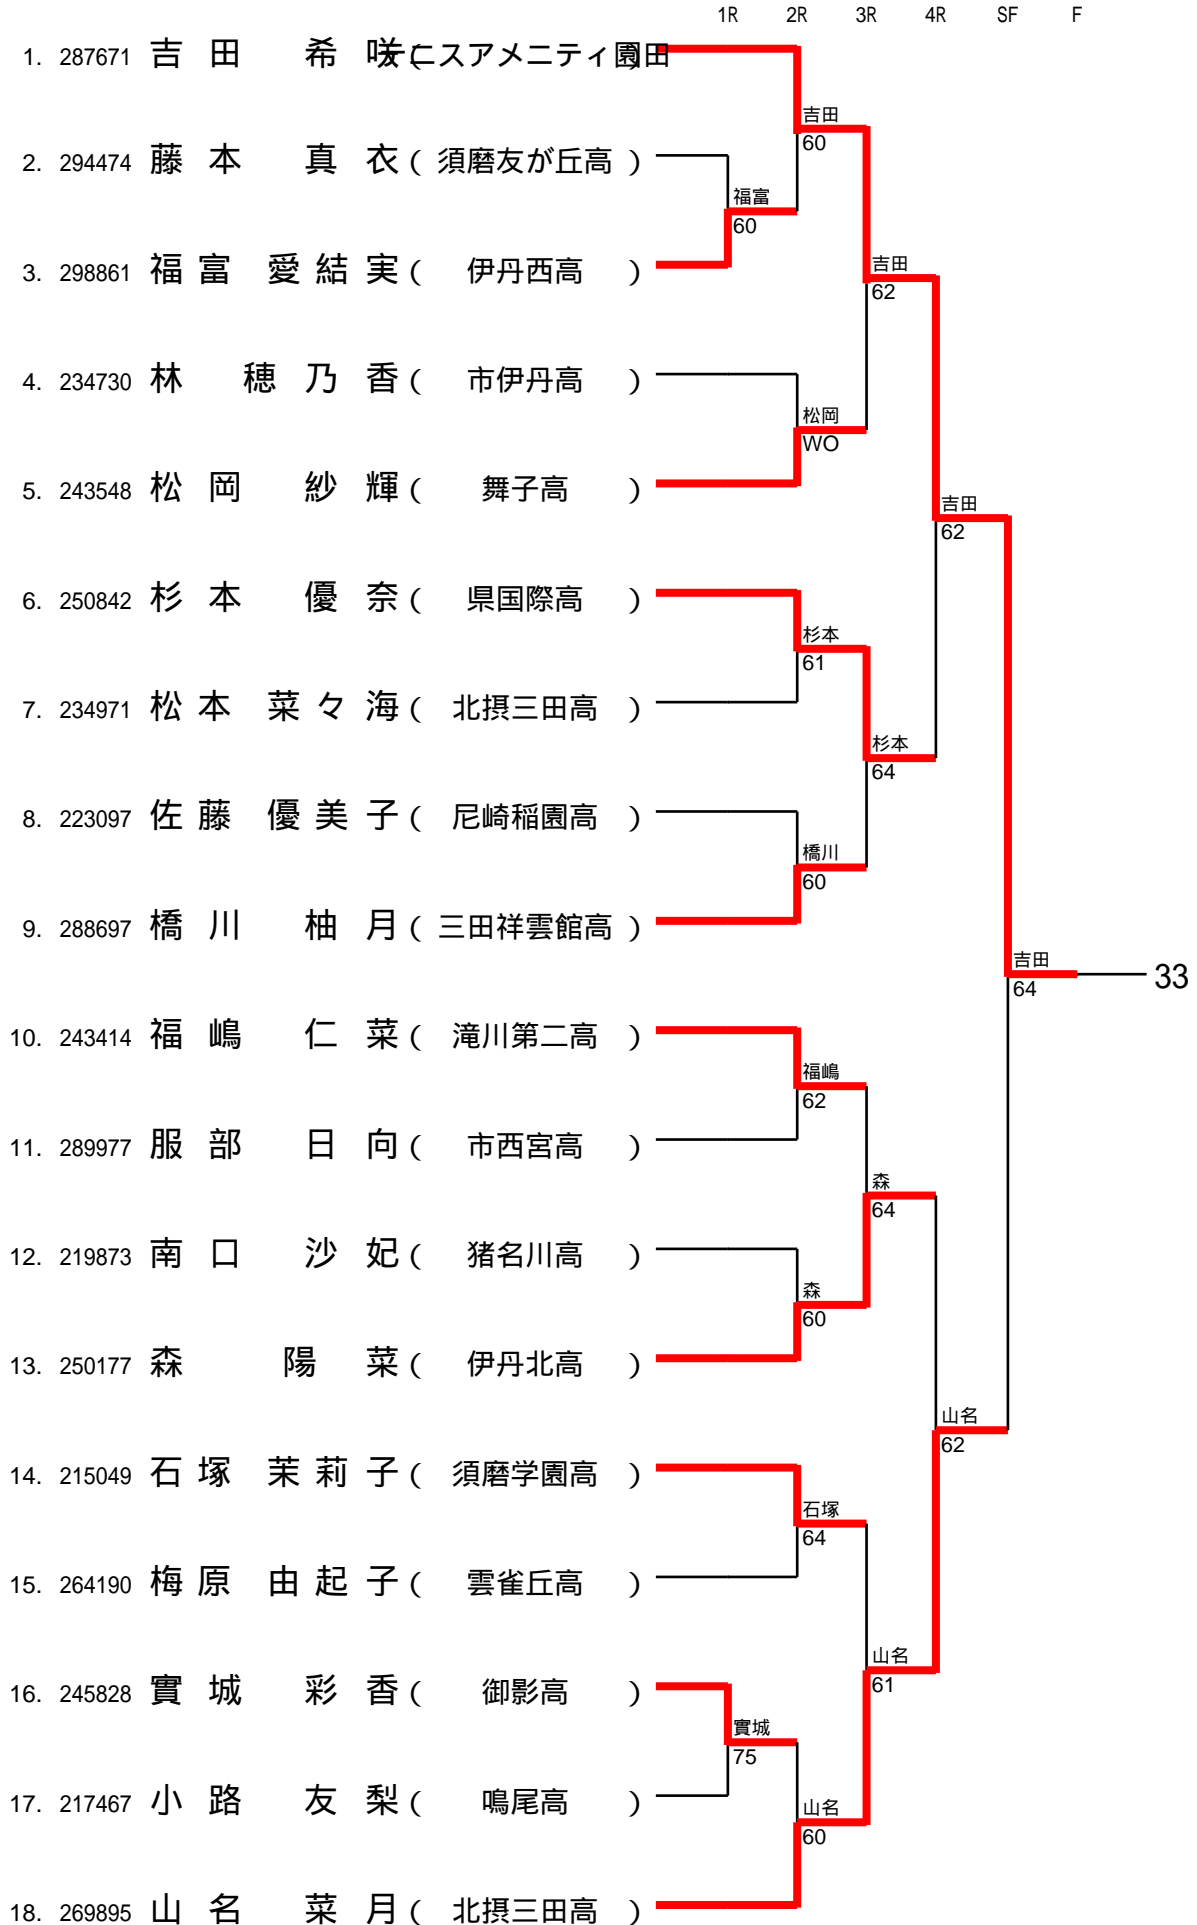 1R 2R 3R 4R SF F
1. 287671 吉田 希咲(テニスアメニティ園田)
吉田
60
2. 294474 藤本 真衣(須磨友が丘高)
福富
60
3. 298861 福富 愛結実(伊丹西高)
吉田
62
4. 234730 林 穂乃香(市伊丹高)
松岡
WO
5. 243548 松岡 紗輝(舞子高)
吉田
62
6. 250842 杉本 優奈(県国際高)
杉本
61
7. 234971 松本 菜々海(北摂三田高)
杉本
64
8. 223097 佐藤 優美子(尼崎稲園高)
橋川
60
9. 288697 橋川 柚月(三田祥雲館高)
吉田
64
33
10. 243414 福嶋 仁菜(滝川第二高)
福嶋
62
11. 289977 服部 日向(市西宮高)
森
64
12. 219873 南口 沙妃(猪名川高)
森
60
13. 250177 森 陽菜(伊丹北高)
山名
62
14. 215049 石塚 茉莉子(須磨学園高)
石塚
64
15. 264190 梅原 由起子(雲雀丘高)
山名
61
16. 245828 實城 彩香(御影高)
實城
75
17. 217467 小路 友梨(鳴尾高)
山名
60
18. 269895 山名 菜月(北摂三田高)